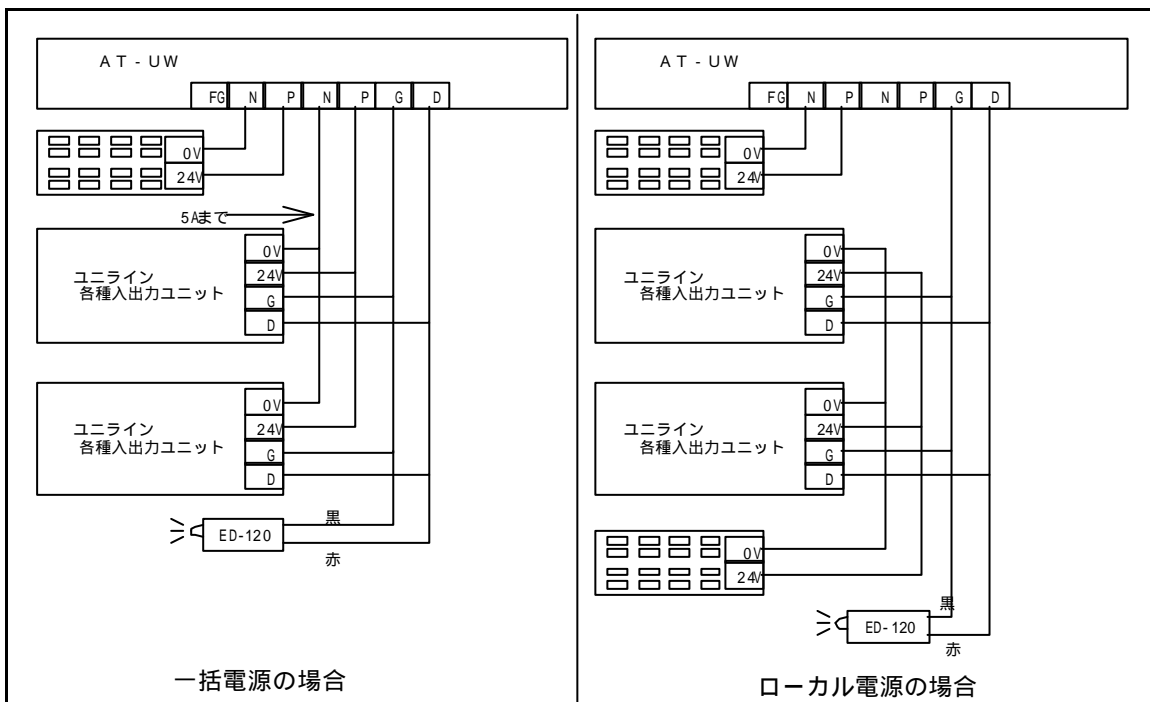 AT-UW
FG N P N P G D
0V
24V
5Aまで
ユニライン
各種入出力ユニット
0V
24V
G
D
ユニライン
各種入出力ユニット
0V
24V
G
D
ED-120
黒
赤
一括電源の場合
AT-UW
FG N P N P G D
0V
24V
ユニライン
各種入出力ユニット
0V
24V
G
D
ユニライン
各種入出力ユニット
0V
24V
G
D
0V
24V
ED-120
黒
赤
ローカル電源の場合